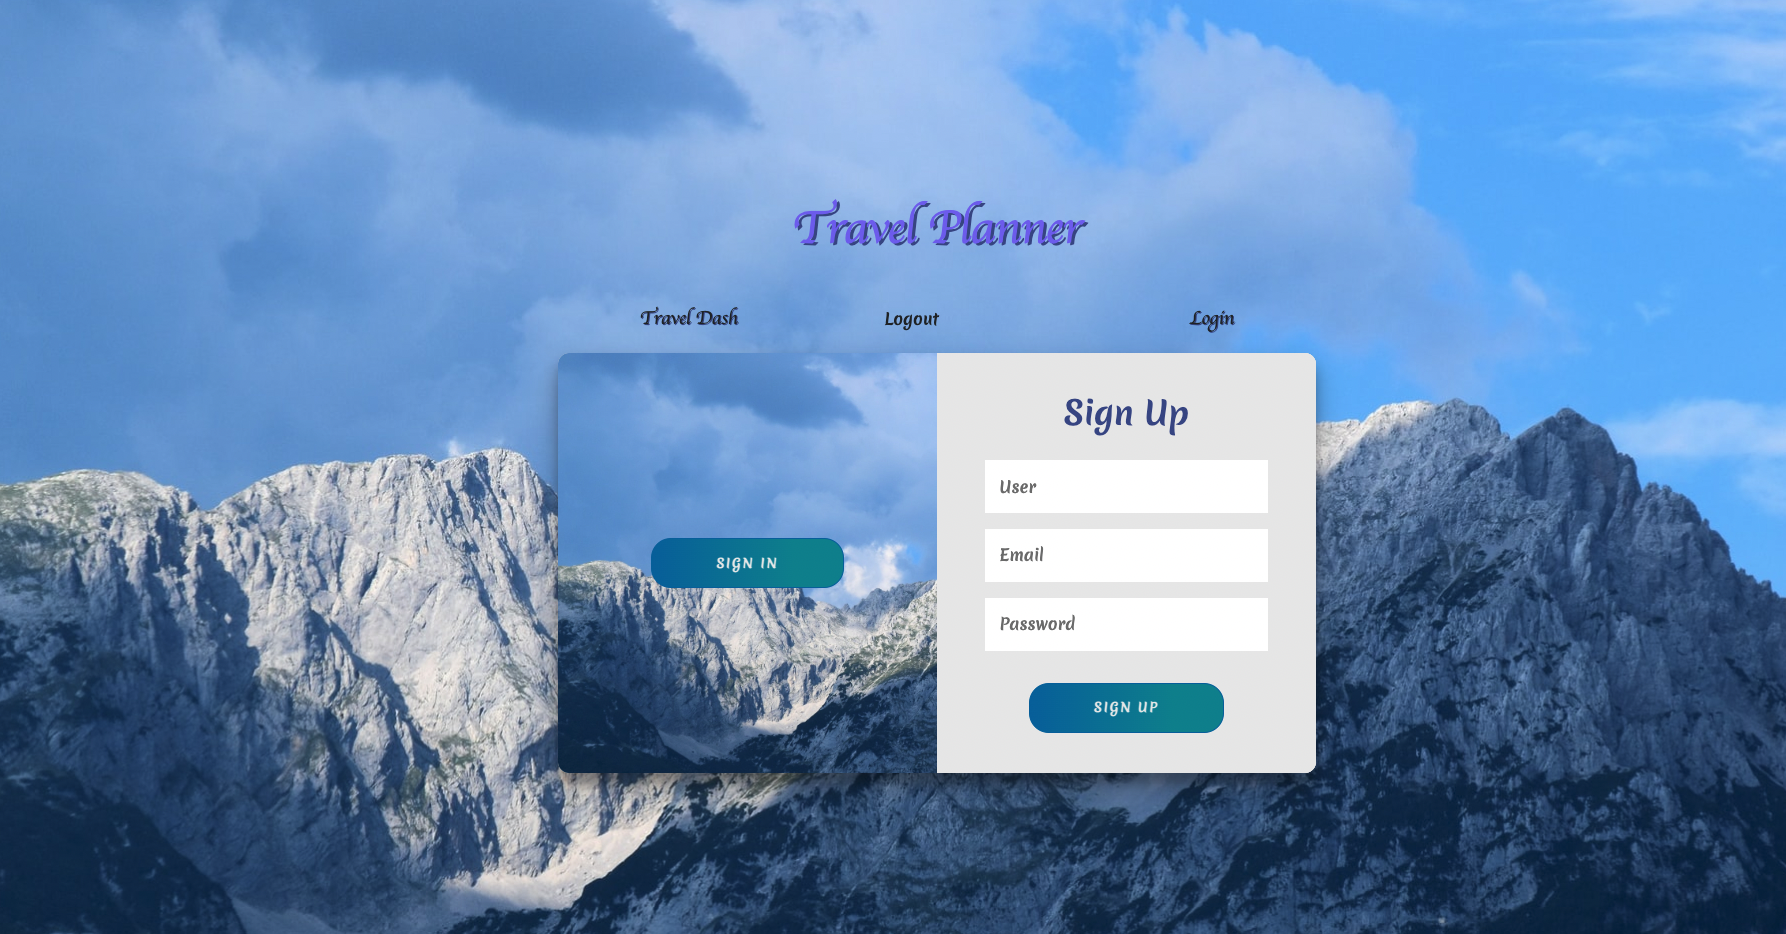 Travel Planner
Travel Dash Logout Login
Sign Up
User
Email
Password
SIGN IN
SIGN UP